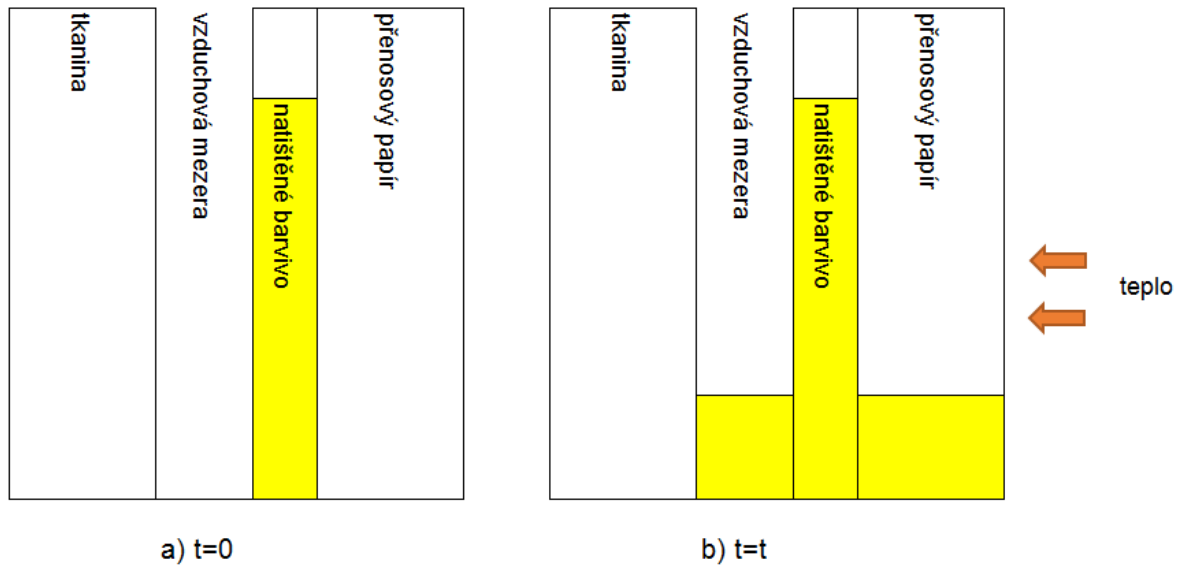 tkanina
vzduchová mezera
natištěné barvivo
přenosový papír
a) t=0
tkanina
vzduchová mezera
natištěné barvivo
přenosový papír
teplo
b) t=t